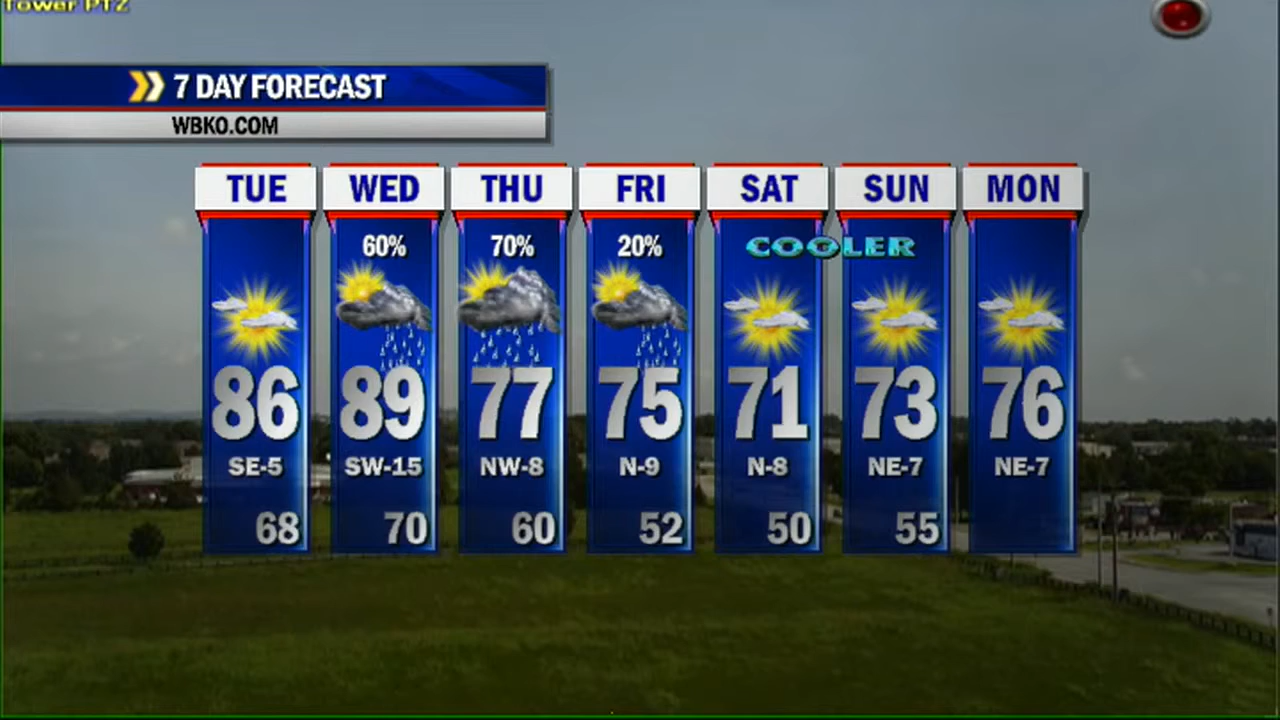 Tower PTZ
7 DAY FORECAST
WBKO.COM
TUE WED THU FRI SAT SUN MON
60% 70% 20% COOLER
86 89 77 75 71 73 76
SE-5 SW-15 NW-8 N-9 N-8 NE-7 NE-7
68 70 60 52 50 55